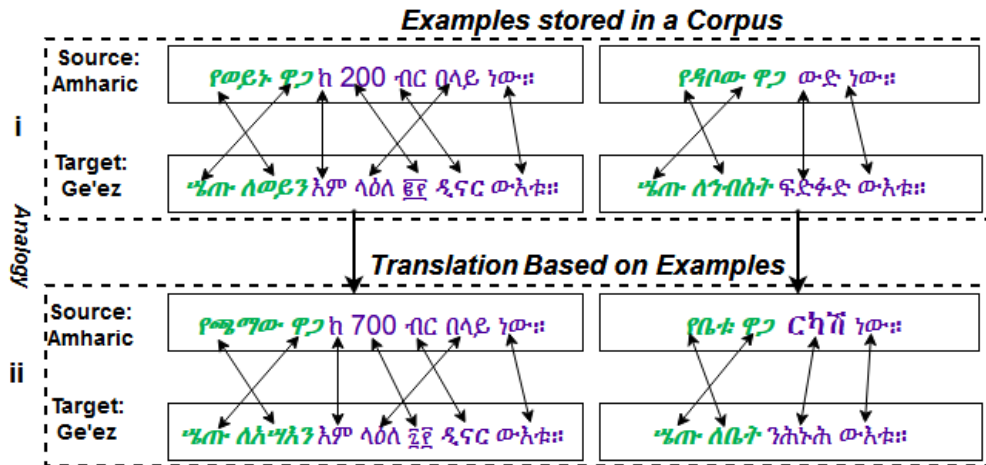 Examples stored in a Corpus
Source:
Amharic
የወይኑ ዋጋ ከ 200 ብር በላይ ነው።
የዳቦው ዋጋ ውድ ነው።
i
Target:
Ge'ez
ሤጡ ለወይን እም ላዕለ ፪፻ ዲናር ውእቱ።
ሤጡ ለኅብስት ፍድፉድ ውእቱ።
Analogy
Translation Based on Examples
Source:
Amharic
የጫማው ዋጋ ከ 700 ብር በላይ ነው።
የቤቱ ዋጋ ርካሽ ነው።
ii
Target:
Ge'ez
ሤጡ ለአሣእን እም ላዕለ ፯፻ ዲናር ውእቱ።
ሤጡ ለቤት ንሕኑሕ ውእቱ።